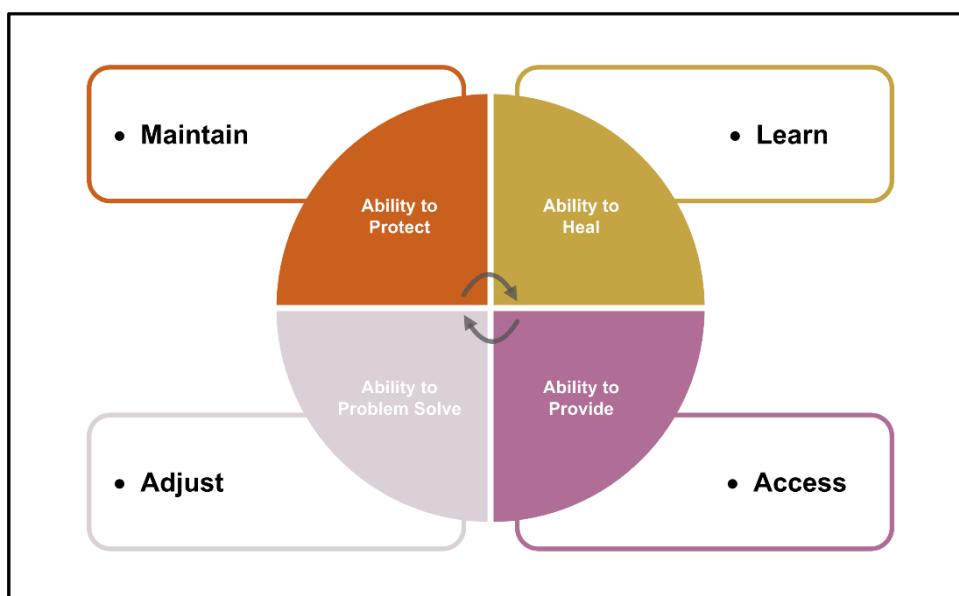 • Maintain
• Learn
Ability to
Protect
Ability to
Heal
Ability to
Problem Solve
Ability to
Provide
• Adjust
• Access